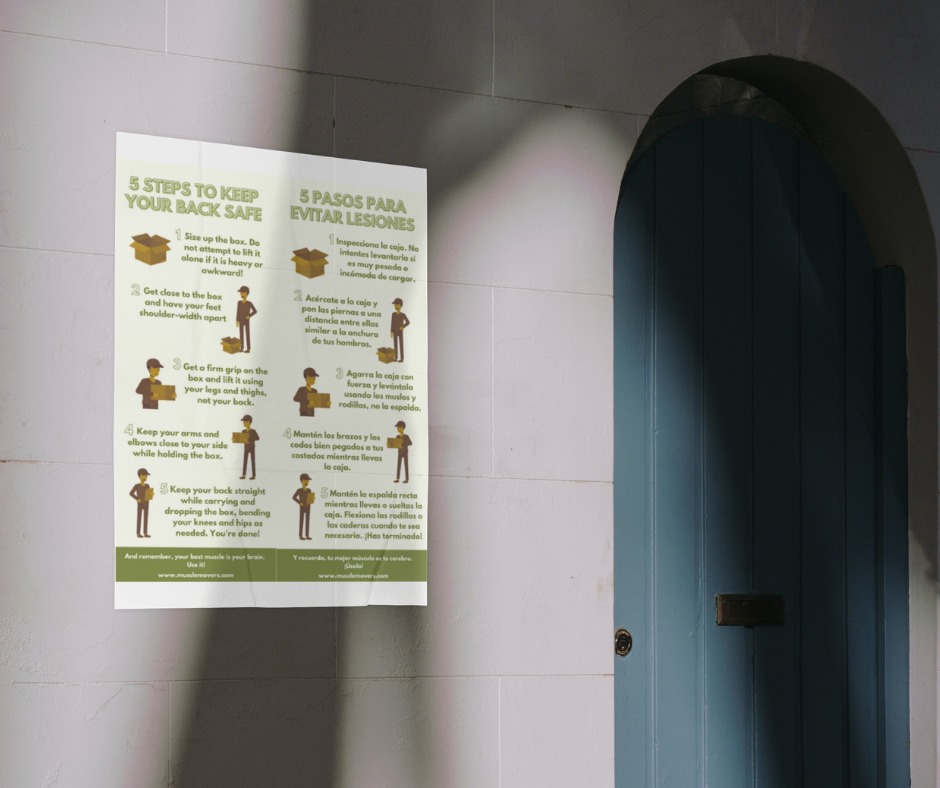 5 STEPS TO KEEP
YOUR BACK SAFE
1 Size up the box. Do
not attempt to lift it
alone if it is heavy or
awkward!
2 Get close to the box
and have your feet
shoulder-width apart
3 Get a firm grip on the
box and lift it using
your legs and thighs,
not your back.
4 Keep your arms and
elbows close to your side
while holding the box.
5 Keep your back straight
while carrying and
dropping the box, bending
your knees and hips as
needed. You're done!
And remember, your best muscle is your brain.
Use it!
www.musclemovers.com
5 PASOS PARA
EVITAR LESIONES
1 Inspecciona la caja. No
intentes levantarla si
es muy pesada o
incómoda de cargar.
2 Acércate a la caja y
pon las piernas a una
distancia entre ellas
similar a la anchura
de tus hombros.
3 Agarra la caja con
fuerza y levántala
usando los muslos y
rodillas, no la espalda.
4 Mantén los brazos y los
codos bien pegados a tus
costados mientras llevas
la caja.
5 Mantén la espalda recta
mientras llevas o sueltas la
caja. Flexiona las rodillas o
las caderas cuando te sea
necesario. ¡Has terminado!
Y recuerda, tu mejor músculo es tu cerebro.
¡Úsalo!
www.musclemovers.com